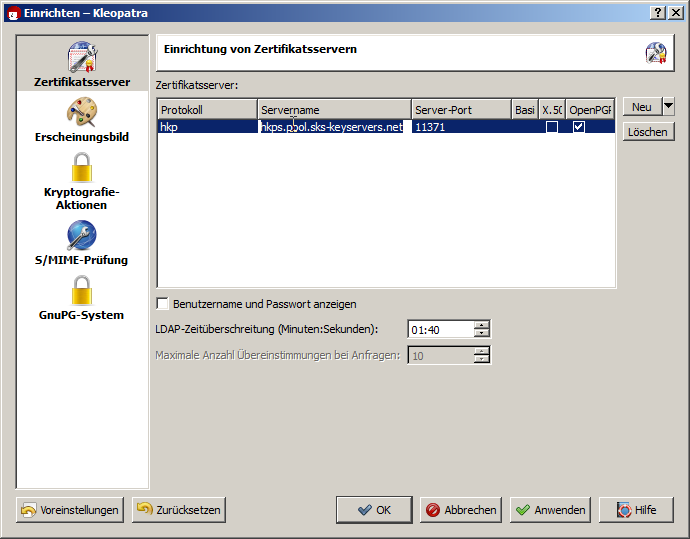 Einrichten – Kleopatra
Zertifikatsserver
Erscheinungsbild
Kryptografie-
Aktionen
S/MIME-Prüfung
GnuPG-System
Einrichtung von Zertifikatsservern
Zertifikatsserver:
Protokoll Servername Server-Port Basi X.50 OpenPGP
hkp hkps.pool.sks-keyservers.net 11371
Neu
Löschen
Benutzername und Passwort anzeigen
LDAP-Zeitüberschreitung (Minuten:Sekunden): 01:40
Maximale Anzahl Übereinstimmungen bei Anfragen: 10
Voreinstellungen Zurücksetzen OK Abbrechen Anwenden Hilfe